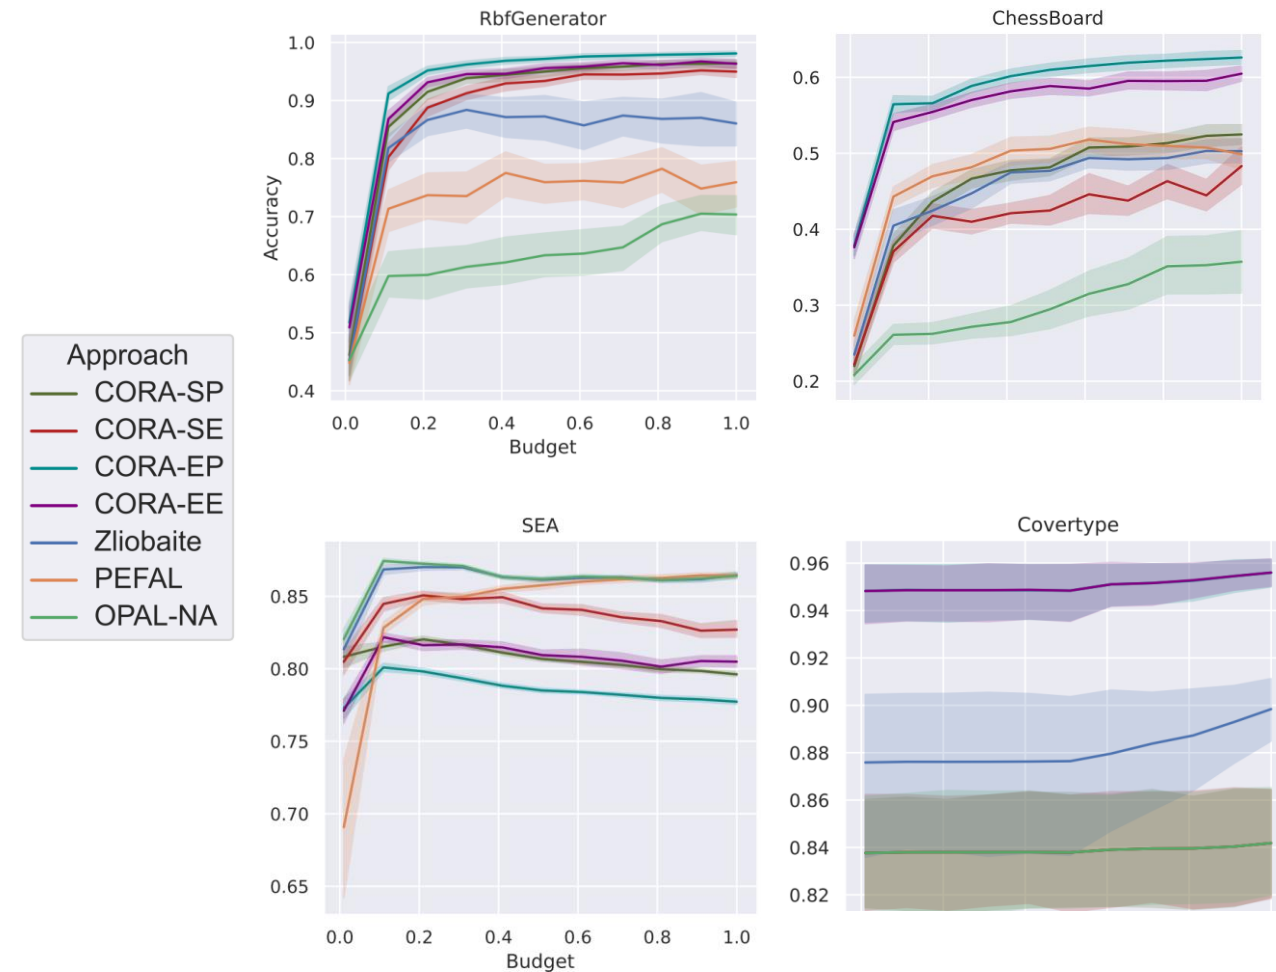 RbfGenerator
1.0
0.9
0.8
0.7
0.6
0.5
0.4
Accuracy
0.0 0.2 0.4 0.6 0.8 1.0
Budget
ChessBoard
0.6
0.5
0.4
0.3
0.2
Approach
CORA-SP
CORA-SE
CORA-EP
CORA-EE
Zliobaite
PEFAL
OPAL-NA
SEA
0.85
0.80
0.75
0.70
0.65
0.0 0.2 0.4 0.6 0.8 1.0
Budget
Covertype
0.96
0.94
0.92
0.90
0.88
0.86
0.84
0.82